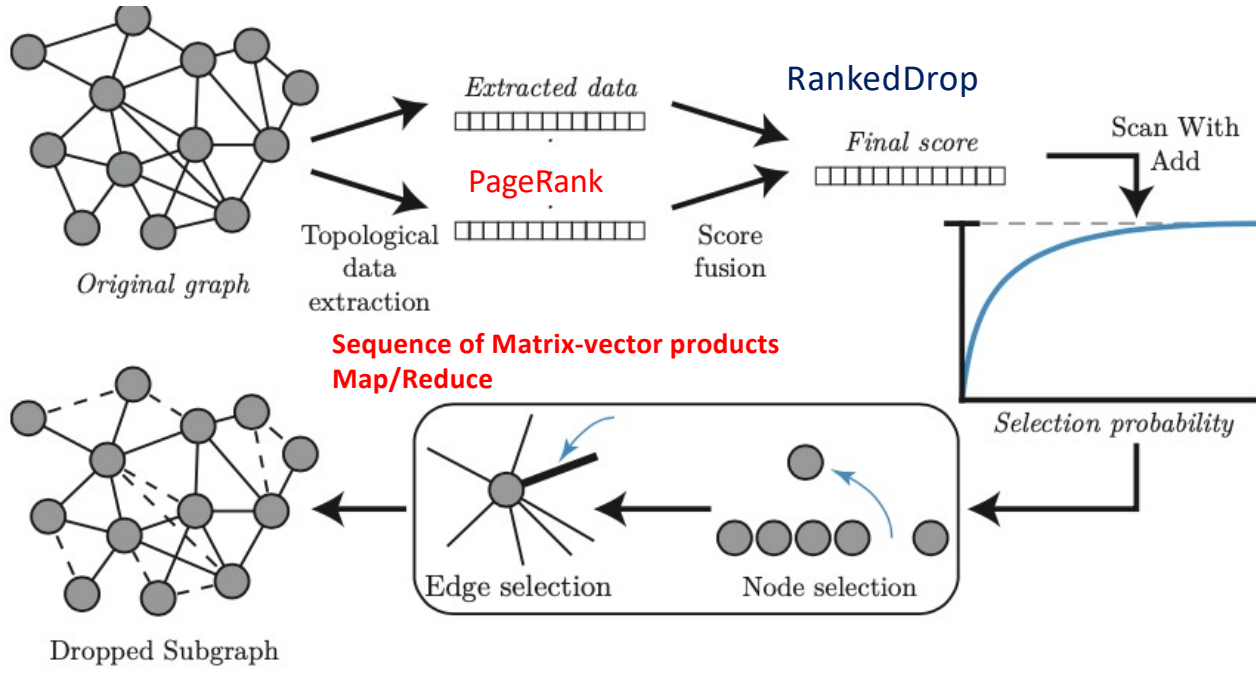 Extracted data
RankedDrop
Scan With
Add
Final score
PageRank
Topological
data
extraction
Score
fusion
Original graph
Sequence of Matrix-vector products
Map/Reduce
Selection probability
Edge selection
Node selection
Dropped Subgraph